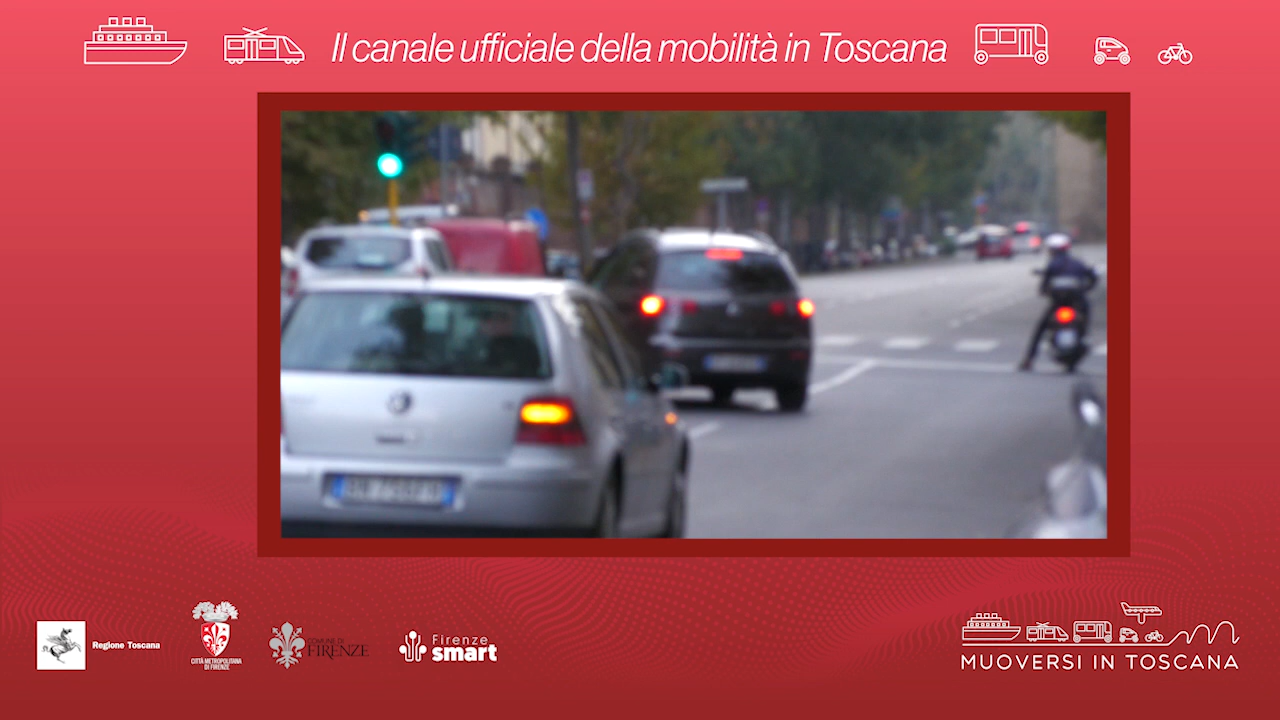 Il canale ufficiale della mobilità in Toscana
Regione Toscana
CITTÀ METROPOLITANA
DI FIRENZE
COMUNE DI
FIRENZE
Firenze
smart
MUOVERSI IN TOSCANA